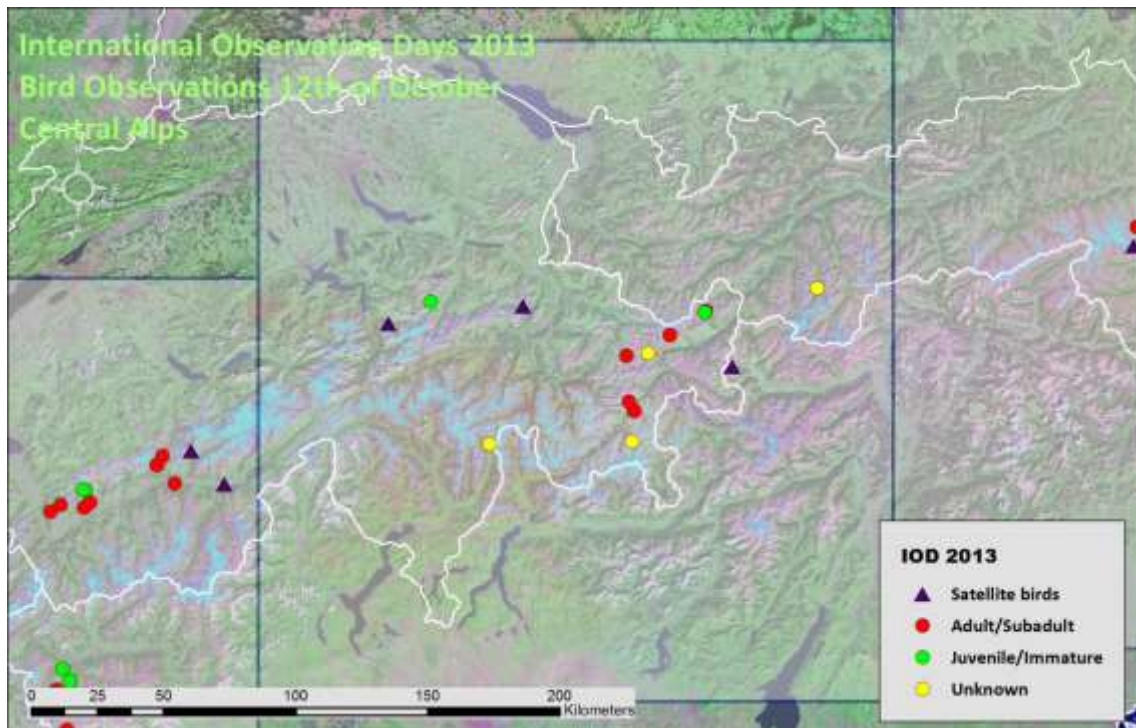 International Observation Days 2013
Bird Observations 12th of October
Central Alps
IOD 2013
Satellite birds
Adult/Subadult
Juvenile/Immature
Unknown
0 25 50 100 150 200
Kilometers